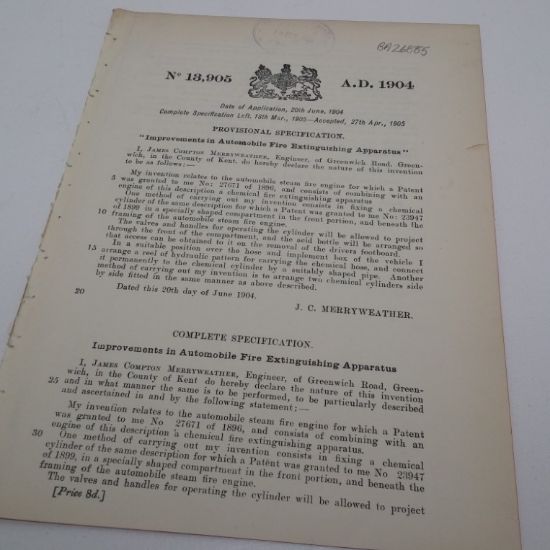 BA26885
Nº 13,905 A.D. 1904
Date of Application, 20th June, 1904
Complete Specification Left, 18th Mar., 1905—Accepted, 27th Apr., 1905
PROVISIONAL SPECIFICATION.
"Improvements in Automobile Fire Extinguishing Apparatus"
I, JAMES COMPTON MERRYWEATHER, Engineer, of Greenwich Road, Green-
wich, in the County of Kent, do hereby declare the nature of this invention
to be as follows:—
My invention relates to the automobile steam fire engine for which a Patent
5 was granted to me No: 27671 of 1896, and consists of combining with an
engine of this description a chemical fire extinguishing apparatus
One method of carrying out my invention consists in fixing a chemical
cylinder of the same description for which a Patent was granted to me No: 23947
of 1899 in a specially shaped compartment in the front portion, and beneath the
10 framing of the automobile steam fire engine.
The valves and handles for operating the cylinder will be allowed to project
through the front of the compartment, and the acid bottle will be arranged so
that access can be obtained to it on the removal of the drivers footboard.
In a suitable position over the hose and implement box of the vehicle I
15 arrange a reel of hydraulic pattern for carrying the chemical hose, and connect
it permanently to the chemical cylinder by a suitably shaped pipe. Another
method of carrying out my invention is to arrange two chemical cylinders side
by side fitted in the same manner as above described.
Dated this 20th day of June 1904.
20 J. C. MERRYWEATHER.
COMPLETE SPECIFICATION.
Improvements in Automobile Fire Extinguishing Apparatus
I, JAMES COMPTON MERRYWEATHER, Engineer, of Greenwich Road, Green-
wich, in the County of Kent do hereby declare the nature of this invention
25 and in what manner the same is to be performed, to be particularly described
and ascertained in and by the following statement:—
My invention relates to the automobile steam fire engine for which a Patent
was granted to me No 27671 of 1896, and consists of combining with an
engine of this description a chemical fire extinguishing apparatus.
30 One method of carrying out my invention consists in fixing a chemical
cylinder of the same description for which a Patent was granted to me No 23947
of 1899, in a specially shaped compartment in the front portion, and beneath the
framing of the automobile steam fire engine.
The valves and handles for operating the cylinder will be allowed to project
[Price 8d.]